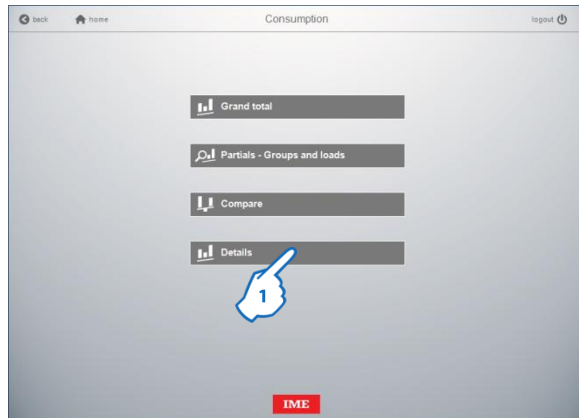 back home Consumption logout
Grand total
Partials - Groups and loads
Compare
Details
1
IME